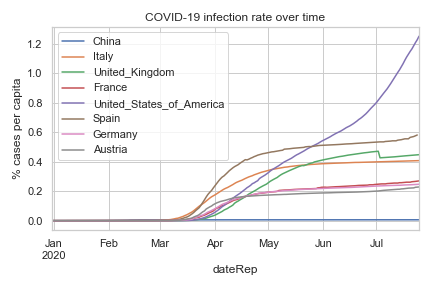 COVID-19 infection rate over time
China
Italy
United_Kingdom
France
United_States_of_America
Spain
Germany
Austria
% cases per capita
1.2
1.0
0.8
0.6
0.4
0.2
0.0
Jan Feb Mar Apr May Jun Jul
2020
dateRep